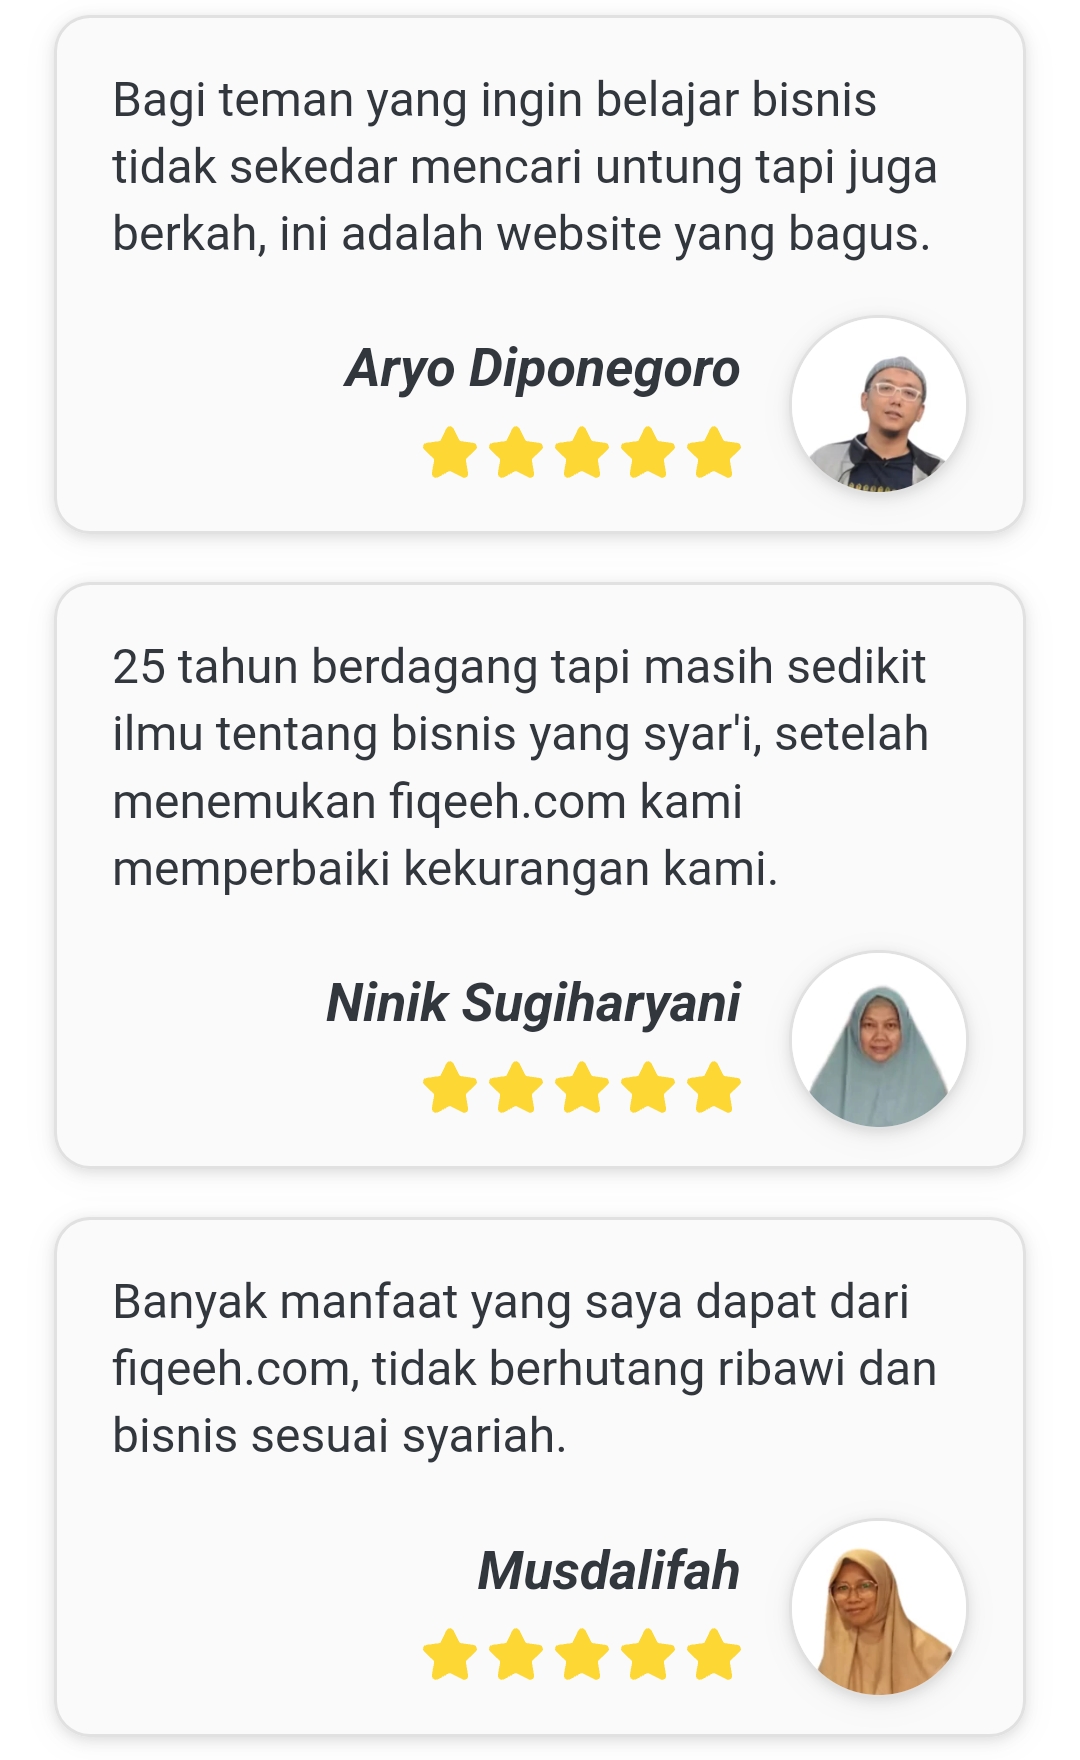 Bagi teman yang ingin belajar bisnis
tidak sekedar mencari untung tapi juga
berkah, ini adalah website yang bagus.
Aryo Diponegoro
25 tahun berdagang tapi masih sedikit
ilmu tentang bisnis yang syar'i, setelah
menemukan fiqeeh.com kami
memperbaiki kekurangan kami.
Ninik Sugiharyani
Banyak manfaat yang saya dapat dari
fiqeeh.com, tidak berhutang ribawi dan
bisnis sesuai syariah.
Musdalifah